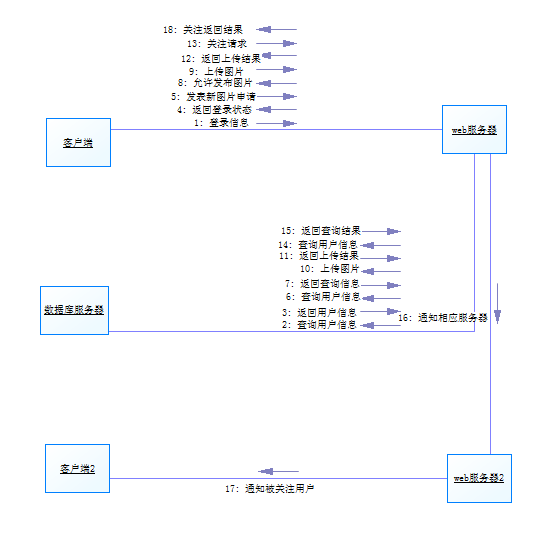 18: 关注返回结果
13: 关注请求
12: 返回上传结果
9: 上传图片
8: 允许发布图片
5: 发表新图片申请
4: 返回登录状态
1: 登录信息
客户端
web服务器
15: 返回查询结果
14: 查询用户信息
11: 返回上传结果
10: 上传图片
7: 返回查询信息
6: 查询用户信息
3: 返回用户信息
2: 查询用户信息
数据库服务器
16: 通知相应服务器
客户端2
web服务器2
17: 通知被关注用户